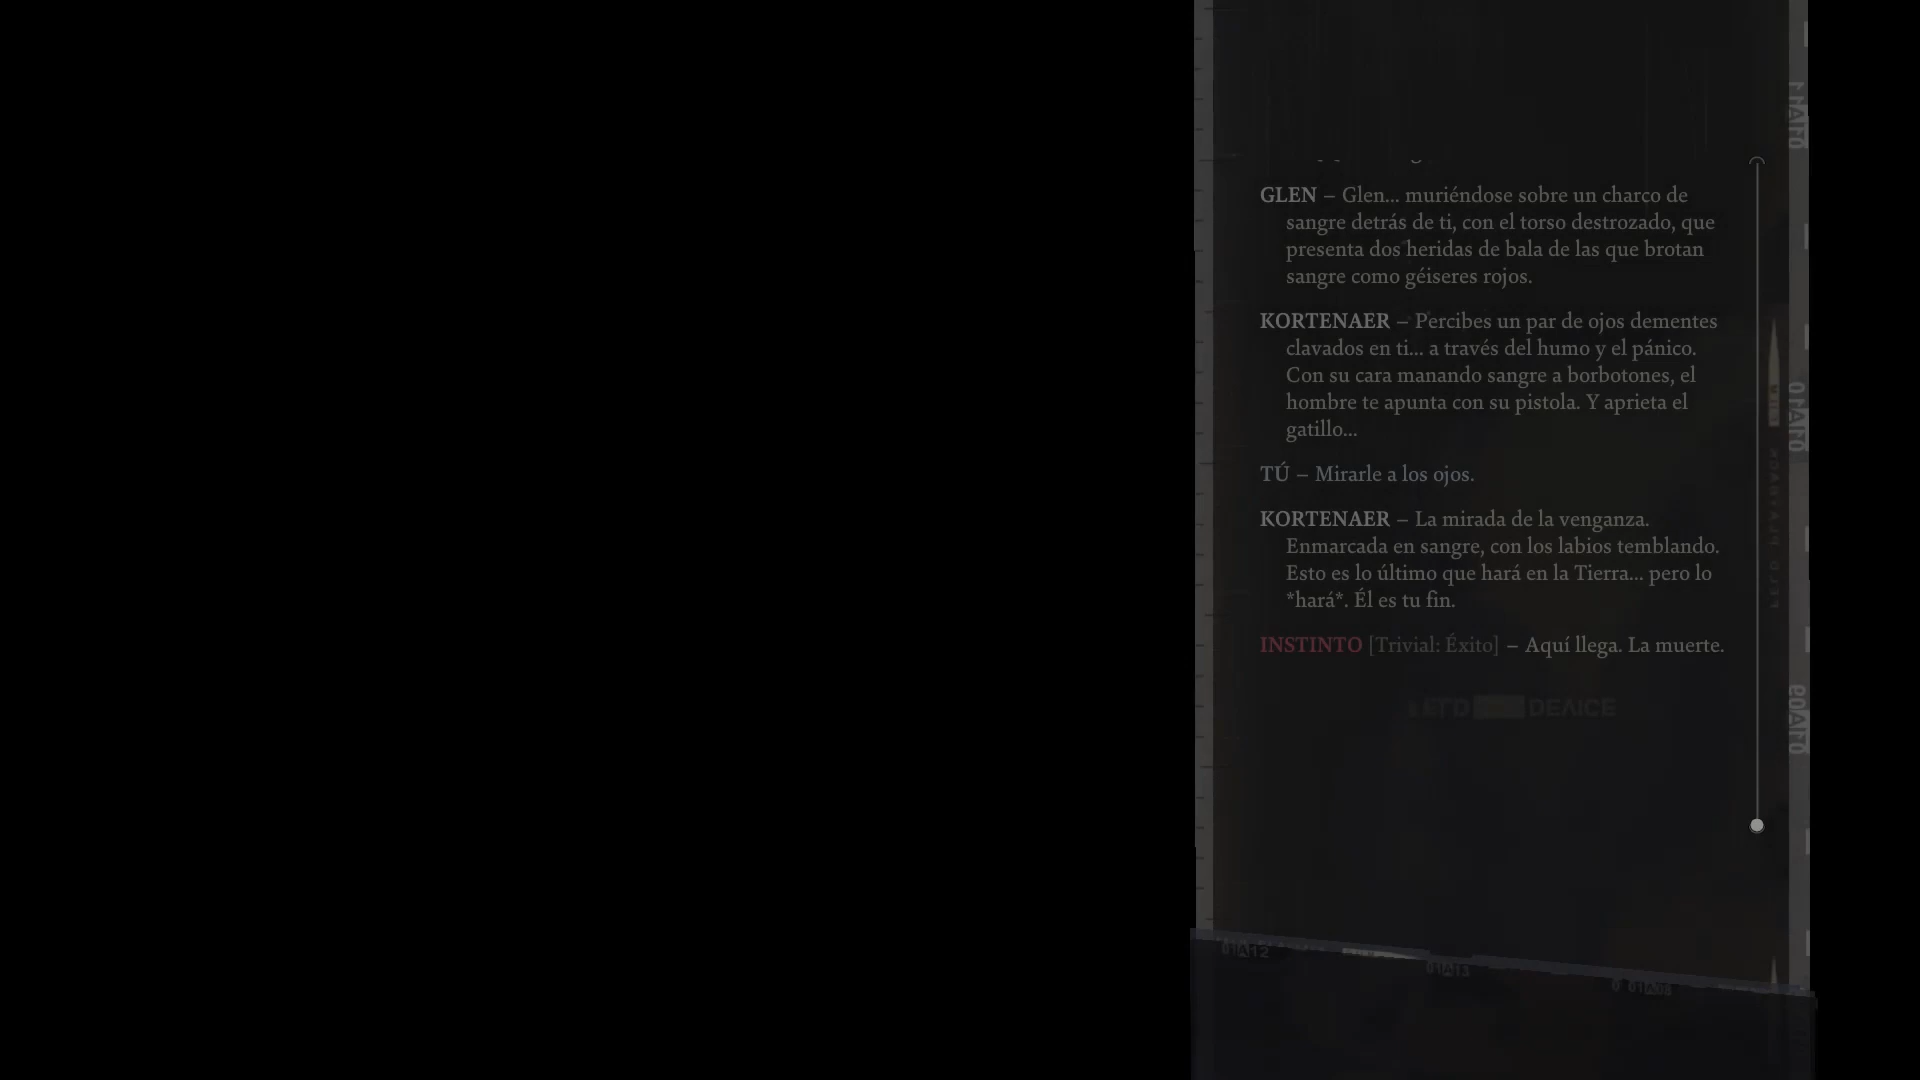 GLEN – Glen... muriéndose sobre un charco de
sangre detrás de ti, con el torso destrozado, que
presenta dos heridas de bala de las que brotan
sangre como géiseres rojos.
KORTENAER – Percibes un par de ojos dementes
clavados en ti... a través del humo y el pánico.
Con su cara manando sangre a borbotones, el
hombre te apunta con su pistola. Y aprieta el
gatillo...
TÚ – Mirarle a los ojos.
KORTENAER – La mirada de la venganza.
Enmarcada en sangre, con los labios temblando.
Esto es lo último que hará en la Tierra... pero lo
*hará*. Él es tu fin.
INSTINTO [Trivial: Éxito] – Aquí llega. La muerte.
01A12
01A13